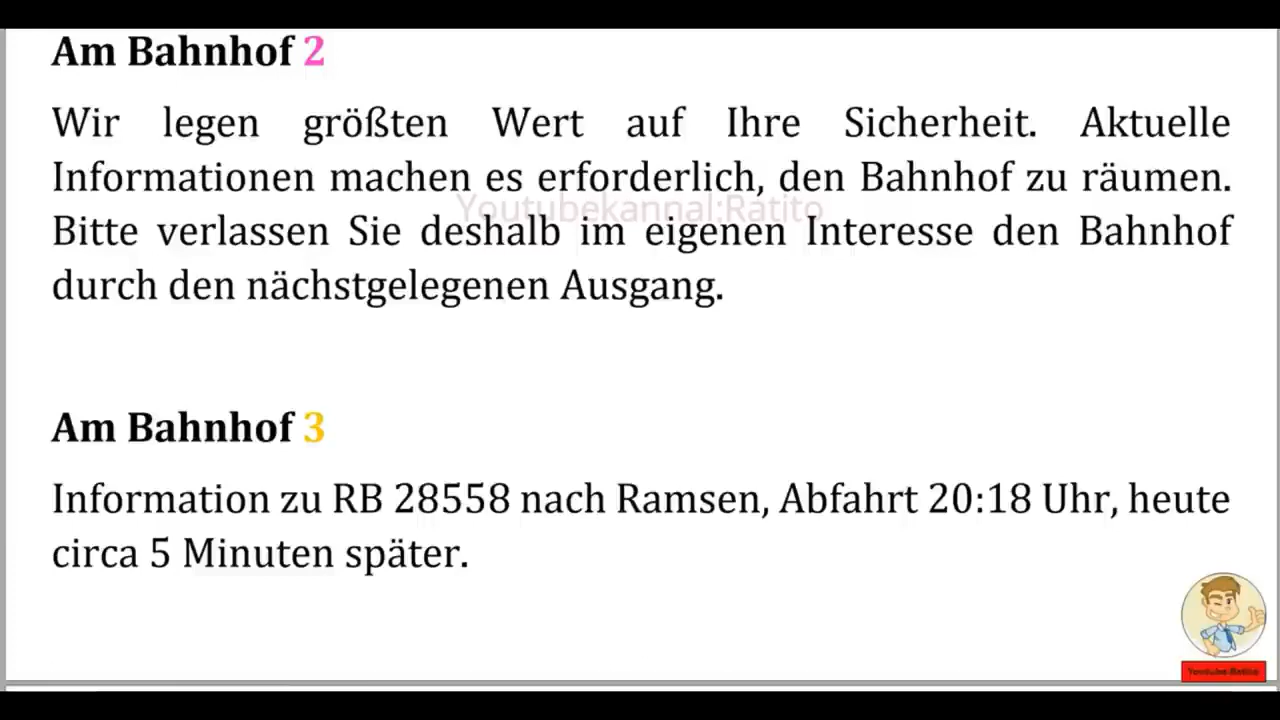 Am Bahnhof 2
Wir legen größten Wert auf Ihre Sicherheit. Aktuelle
Informationen machen es erforderlich, den Bahnhof zu räumen.
Youtubekannal:Ratito
Bitte verlassen Sie deshalb im eigenen Interesse den Bahnhof
durch den nächstgelegenen Ausgang.
Am Bahnhof 3
Information zu RB 28558 nach Ramsen, Abfahrt 20:18 Uhr, heute
circa 5 Minuten später.
Youtube:Ratito